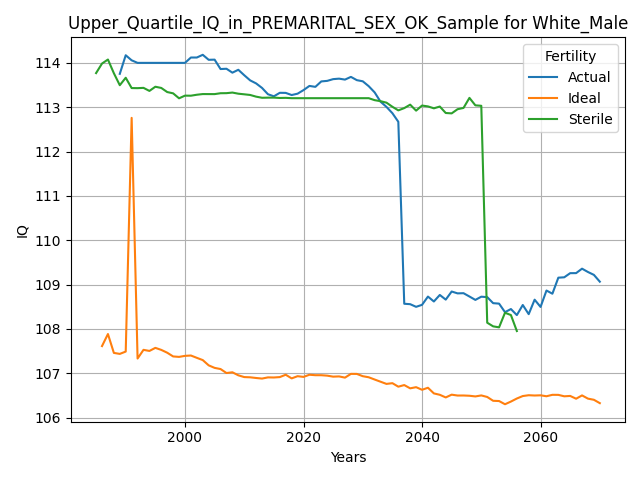 Upper_Quartile_IQ_in_PREMARITAL_SEX_OK_Sample for White_Male
Fertility
Actual
Ideal
Sterile
114
113
112
111
110
109
108
107
106
IQ
2000
2020
2040
2060
Years